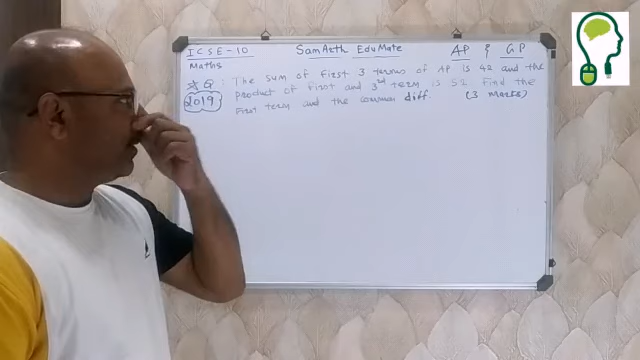 ICSE-10 SamArth EduMate AP & GP
Maths
Q: The sum of first 3 terms of AP is 42 and the
2019 product of first and 3rd term is 52. Find the
first term and the common diff. (3 Marks)